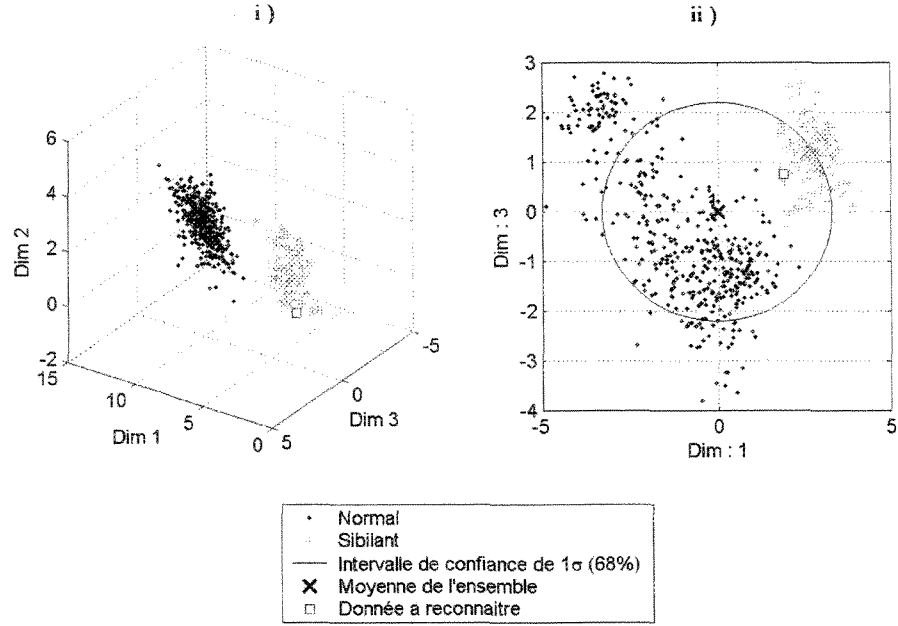 i )
6
4
2
0
-2
Dim 2
15
10
5
0
Dim 1
5
0
-5
Dim 3
ii )
3
2
1
0
-1
-2
-3
-4
Dim : 3
-5
0
5
Dim : 1
Normal
Sibilant
Intervalle de confiance de 1σ (68%)
Moyenne de l'ensemble
Donnée a reconnaitre